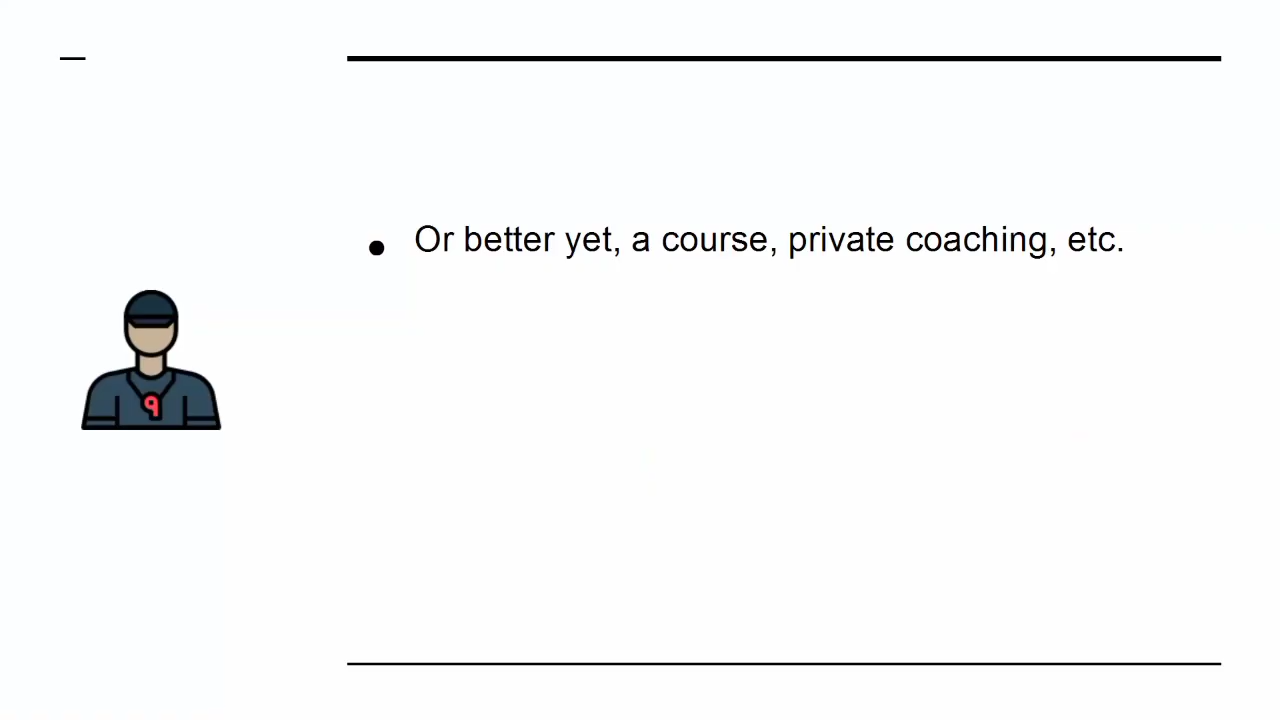 Or better yet, a course, private coaching, etc.